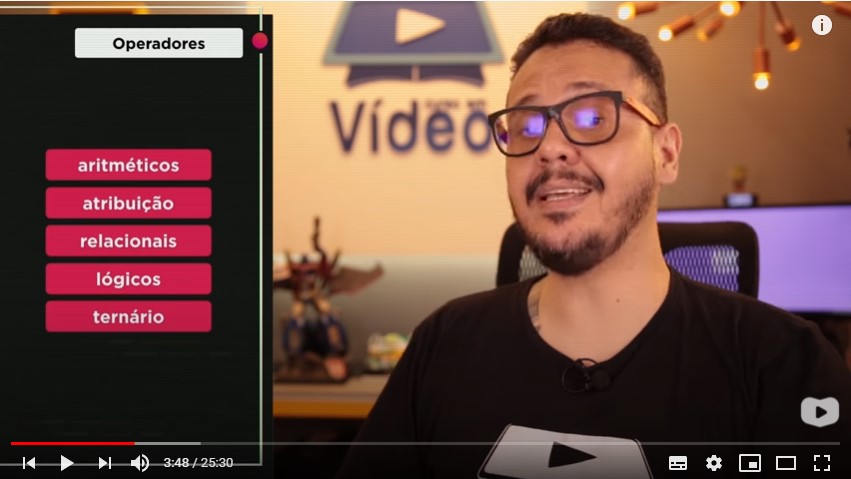 Operadores
aritméticos
atribuição
relacionais
lógicos
ternário
Vídeo
3:48 / 25:30